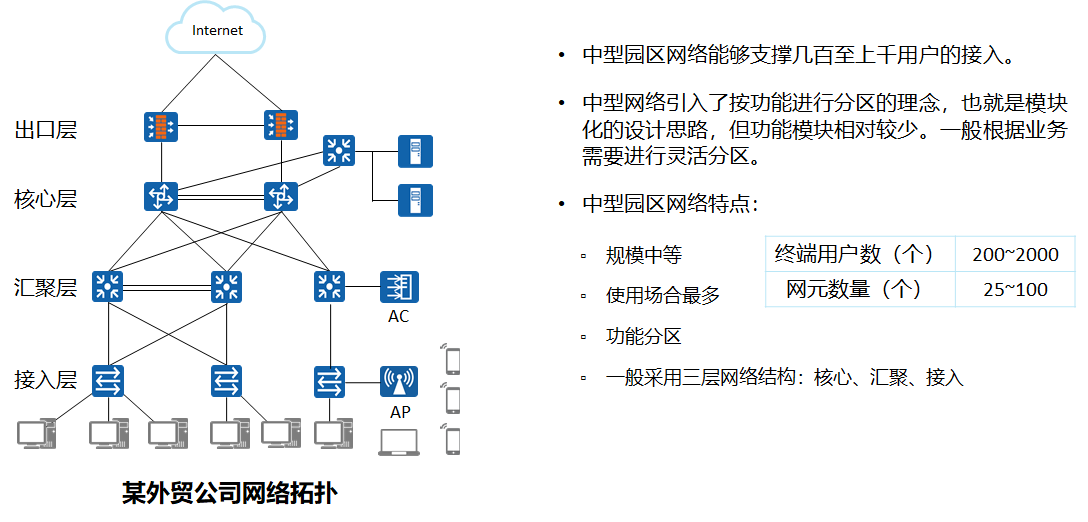 Internet
出口层
核心层
汇聚层
AC
接入层
AP
某外贸公司网络拓扑
• 中型园区网络能够支撑几百至上千用户的接入。
• 中型网络引入了按功能进行分区的理念，也就是模块
化的设计思路，但功能模块相对较少。一般根据业务
需要进行灵活分区。
• 中型园区网络特点：
▫ 规模中等
▫ 使用场合最多
▫ 功能分区
▫ 一般采用三层网络结构：核心、汇聚、接入
终端用户数（个） 200~2000
网元数量（个） 25~100